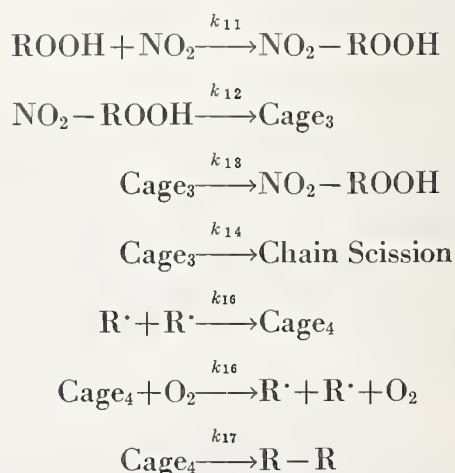 k11
ROOH+NO2⟶NO2−ROOH
k12
NO2−ROOH⟶Cage3
k13
Cage3⟶NO2−ROOH
k14
Cage3⟶Chain Scission
k16
R·+R·⟶Cage4
k16
Cage4+O2⟶R·+R·+O2
k17
Cage4⟶R−R